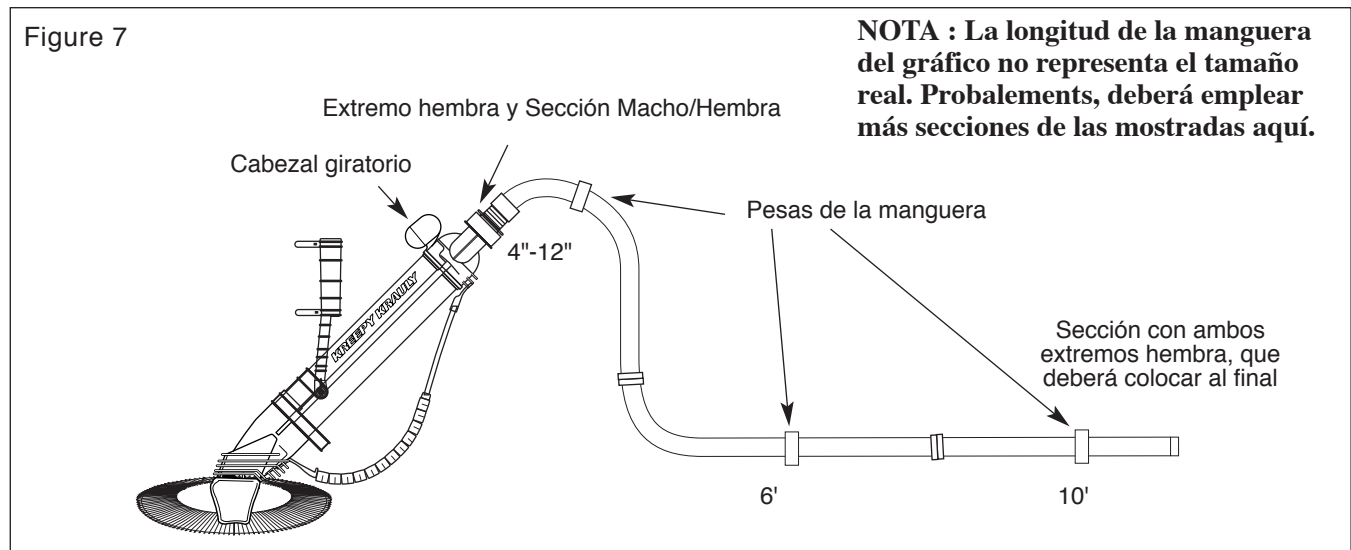 Figure 7
NOTA : La longitud de la manguera
del gráfico no representa el tamaño
real. Probalements, deberá emplear
más secciones de las mostradas aquí.
Extremo hembra y Sección Macho/Hembra
Cabezal giratorio
Pesas de la manguera
4"-12"
KREEPY KRAULY
Sección con ambos
extremos hembra, que
deberá colocar al final
6'
10'